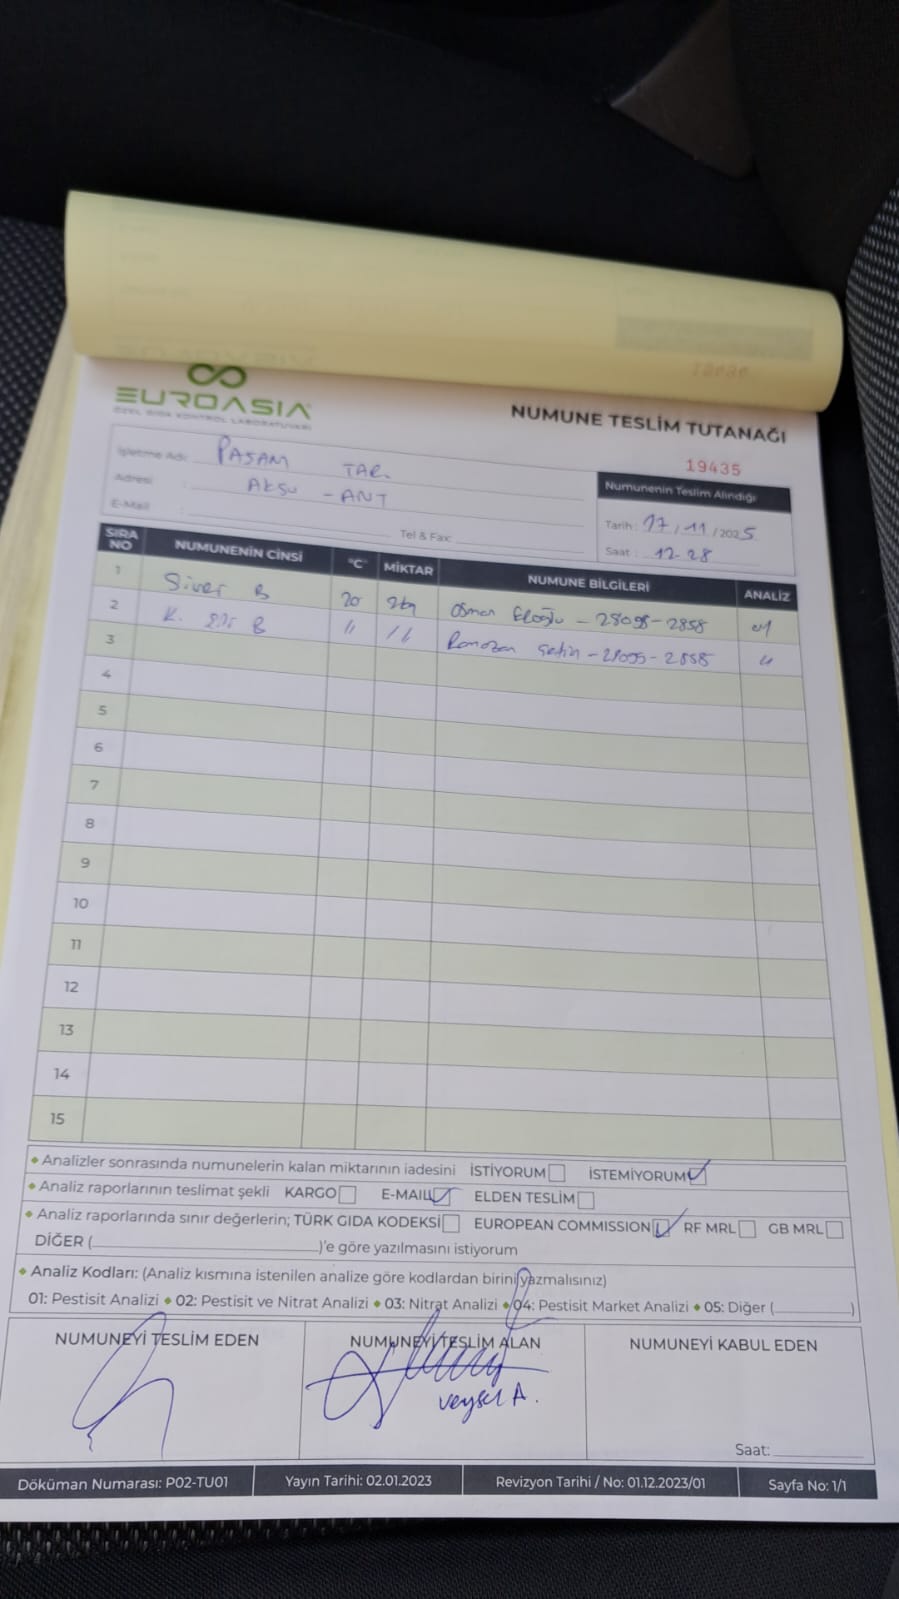 EUROASIA
ÖZEL GIDA KONTROL LABORATUVARI
NUMUNE TESLİM TUTANAĞI
19435
İşletme Adı: PASAM TAR.
Adresi : AKSU - ANT
E-Mail :
Tel & Fax:
Numunenin Teslim Alındığı
Tarih: 17/11/2025
Saat: 12-28
SIRA NO NUMUNENİN CİNSİ °C MİKTAR NUMUNE BİLGİLERİ ANALİZ
1 Sivri B 20 2kg Osman Eloğlu - 28095-2858
2 K. B " " Ramazan Çetin - 28095-2858 "
3
4
5
6
7
8
9
10
11
12
13
14
15
Analizler sonrasında numunelerin kalan miktarının iadesini İSTİYORUM İSTEMİYORUM ✓
Analiz raporlarının teslimat şekli KARGO E-MAIL ✓ ELDEN TESLİM
Analiz raporlarında sınır değerlerin; TÜRK GIDA KODEKSİ EUROPEAN COMMISSION ✓ RF MRL GB MRL
DİĞER (                )'e göre yazılmasını istiyorum
Analiz Kodları: (Analiz kısmına istenilen analize göre kodlardan birini yazmalısınız)
01: Pestisit Analizi 02: Pestisit ve Nitrat Analizi 03: Nitrat Analizi 04: Pestisit Market Analizi 05: Diğer (          )
NUMUNEYİ TESLİM EDEN NUMUNEYİ TESLİM ALAN NUMUNEYİ KABUL EDEN
Veysel A.
Saat:
Döküman Numarası: P02-TU01 Yayın Tarihi: 02.01.2023 Revizyon Tarihi / No: 01.12.2023/01 Sayfa No: 1/1